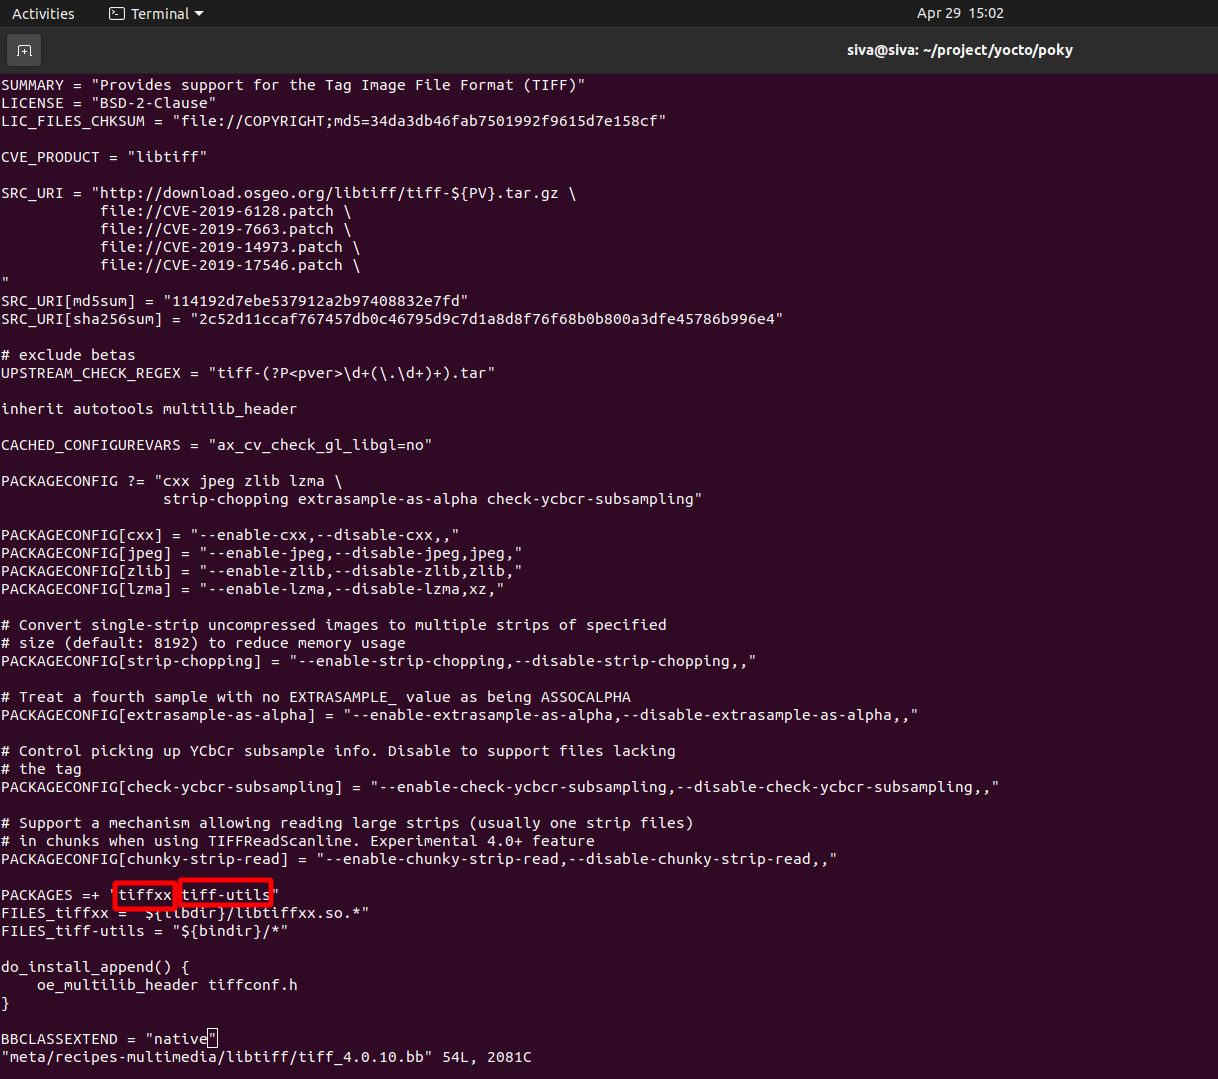 Activities Terminal Apr 29 15:02
siva@siva: ~/project/yocto/poky
SUMMARY = "Provides support for the Tag Image File Format (TIFF)"
LICENSE = "BSD-2-Clause"
LIC_FILES_CHKSUM = "file://COPYRIGHT;md5=34da3db46fab7501992f9615d7e158cf"
CVE_PRODUCT = "libtiff"
SRC_URI = "http://download.osgeo.org/libtiff/tiff-${PV}.tar.gz \
           file://CVE-2019-6128.patch \
           file://CVE-2019-7663.patch \
           file://CVE-2019-14973.patch \
           file://CVE-2019-17546.patch \
"
SRC_URI[md5sum] = "114192d7ebe537912a2b97408832e7fd"
SRC_URI[sha256sum] = "2c52d11ccaf767457db0c46795d9c7d1a8d8f76f68b0b800a3dfe45786b996e4"
# exclude betas
UPSTREAM_CHECK_REGEX = "tiff-(?P<pver>\d+(\.\d+)+).tar"
inherit autotools multilib_header
CACHED_CONFIGUREVARS = "ax_cv_check_gl_libgl=no"
PACKAGECONFIG ?= "cxx jpeg zlib lzma \
                  strip-chopping extrasample-as-alpha check-ycbcr-subsampling"
PACKAGECONFIG[cxx] = "--enable-cxx,--disable-cxx,,"
PACKAGECONFIG[jpeg] = "--enable-jpeg,--disable-jpeg,jpeg,"
PACKAGECONFIG[zlib] = "--enable-zlib,--disable-zlib,zlib,"
PACKAGECONFIG[lzma] = "--enable-lzma,--disable-lzma,xz,"
# Convert single-strip uncompressed images to multiple strips of specified
# size (default: 8192) to reduce memory usage
PACKAGECONFIG[strip-chopping] = "--enable-strip-chopping,--disable-strip-chopping,,"
# Treat a fourth sample with no EXTRASAMPLE_ value as being ASSOCALPHA
PACKAGECONFIG[extrasample-as-alpha] = "--enable-extrasample-as-alpha,--disable-extrasample-as-alpha,,"
# Control picking up YCbCr subsample info. Disable to support files lacking
# the tag
PACKAGECONFIG[check-ycbcr-subsampling] = "--enable-check-ycbcr-subsampling,--disable-check-ycbcr-subsampling,,"
# Support a mechanism allowing reading large strips (usually one strip files)
# in chunks when using TIFFReadScanline. Experimental 4.0+ feature
PACKAGECONFIG[chunky-strip-read] = "--enable-chunky-strip-read,--disable-chunky-strip-read,,"
PACKAGES =+ "tiffxx tiff-utils"
FILES_tiffxx = "${libdir}/libtiffxx.so.*"
FILES_tiff-utils = "${bindir}/*"
do_install_append() {
    oe_multilib_header tiffconf.h
}
BBCLASSEXTEND = "native"
"meta/recipes-multimedia/libtiff/tiff_4.0.10.bb" 54L, 2081C